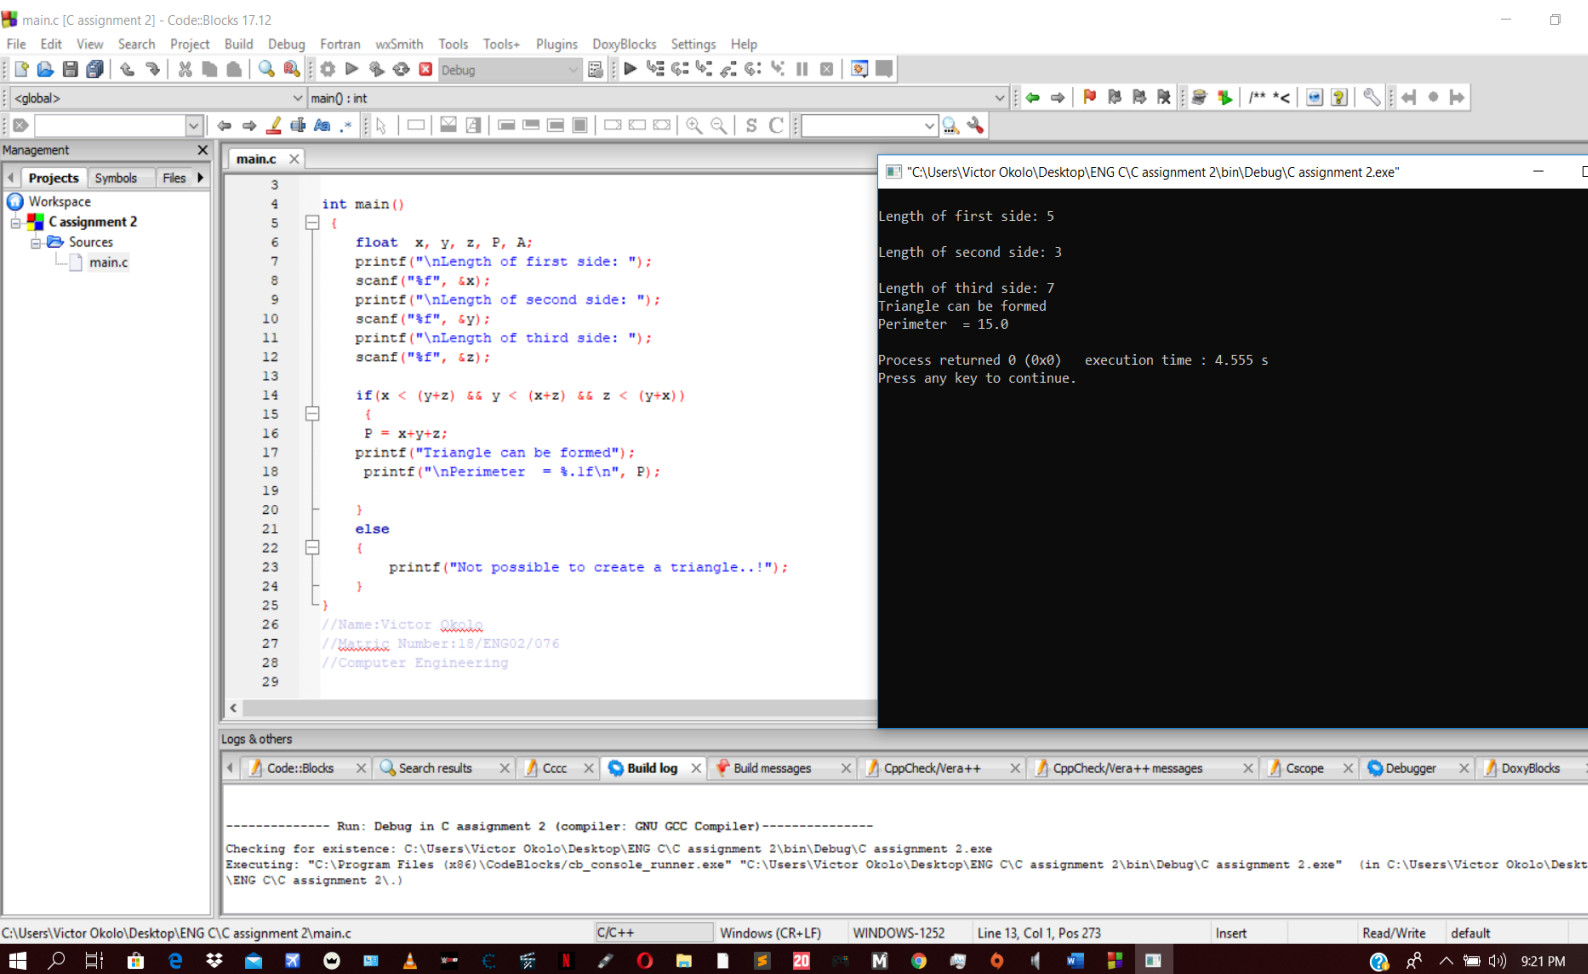 main.c [C assignment 2] - Code::Blocks 17.12
File Edit View Search Project Build Debug Fortran wxSmith Tools Tools+ Plugins DoxyBlocks Settings Help
Debug
<global> main() : int
/** *<
S C
Management
Projects Symbols Files
Workspace
C assignment 2
Sources
main.c
main.c
3
4 int main()
5 {
6 float  x, y, z, P, A;
7 printf("\nLength of first side: ");
8 scanf("%f", &x);
9 printf("\nLength of second side: ");
10 scanf("%f", &y);
11 printf("\nLength of third side: ");
12 scanf("%f", &z);
13
14 if(x < (y+z) && y < (x+z) && z < (y+x))
15 {
16 P = x+y+z;
17 printf("Triangle can be formed");
18 printf("\nPerimeter  = %.1f\n", P);
19
20 }
21 else
22 {
23 printf("Not possible to create a triangle..!");
24 }
25 }
26 //Name:Victor Okolo
27 //Matric Number:18/ENG02/076
28 //Computer Engineering
29
"C:\Users\Victor Okolo\Desktop\ENG C\C assignment 2\bin\Debug\C assignment 2.exe"
Length of first side: 5
Length of second side: 3
Length of third side: 7
Triangle can be formed
Perimeter  = 15.0
Process returned 0 (0x0)   execution time : 4.555 s
Press any key to continue.
Logs & others
Code::Blocks Search results Cccc Build log Build messages CppCheck/Vera++ CppCheck/Vera++ messages Cscope Debugger DoxyBlocks
-------------- Run: Debug in C assignment 2 (compiler: GNU GCC Compiler)---------------
Checking for existence: C:\Users\Victor Okolo\Desktop\ENG C\C assignment 2\bin\Debug\C assignment 2.exe
Executing: "C:\Program Files (x86)\CodeBlocks/cb_console_runner.exe" "C:\Users\Victor Okolo\Desktop\ENG C\C assignment 2\bin\Debug\C assignment 2.exe"  (in C:\Users\Victor Okolo\Deskt
\ENG C\C assignment 2\.)
C:\Users\Victor Okolo\Desktop\ENG C\C assignment 2\main.c C/C++ Windows (CR+LF) WINDOWS-1252 Line 13, Col 1, Pos 273 Insert Read/Write default
20 9:21 PM